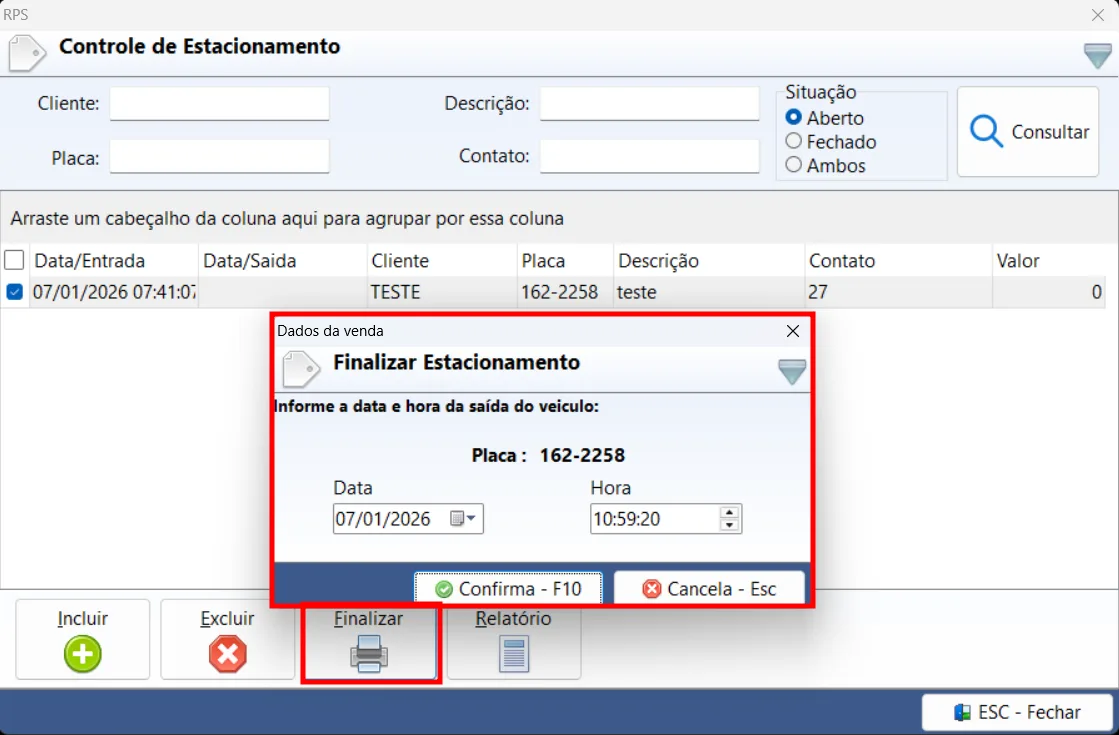 RPS
Controle de Estacionamento
Cliente:
Descrição:
Situação
Aberto
Fechado
Ambos
Consultar
Placa:
Contato:
Arraste um cabeçalho da coluna aqui para agrupar por essa coluna
Data/Entrada Data/Saida Cliente Placa Descrição Contato Valor
07/01/2026 07:41:07 TESTE 162-2258 teste 27 0
Dados da venda
Finalizar Estacionamento
Informe a data e hora da saída do veiculo:
Placa : 162-2258
Data Hora
07/01/2026 10:59:20
Confirma - F10 Cancela - Esc
Incluir Excluir Finalizar Relatório
ESC - Fechar